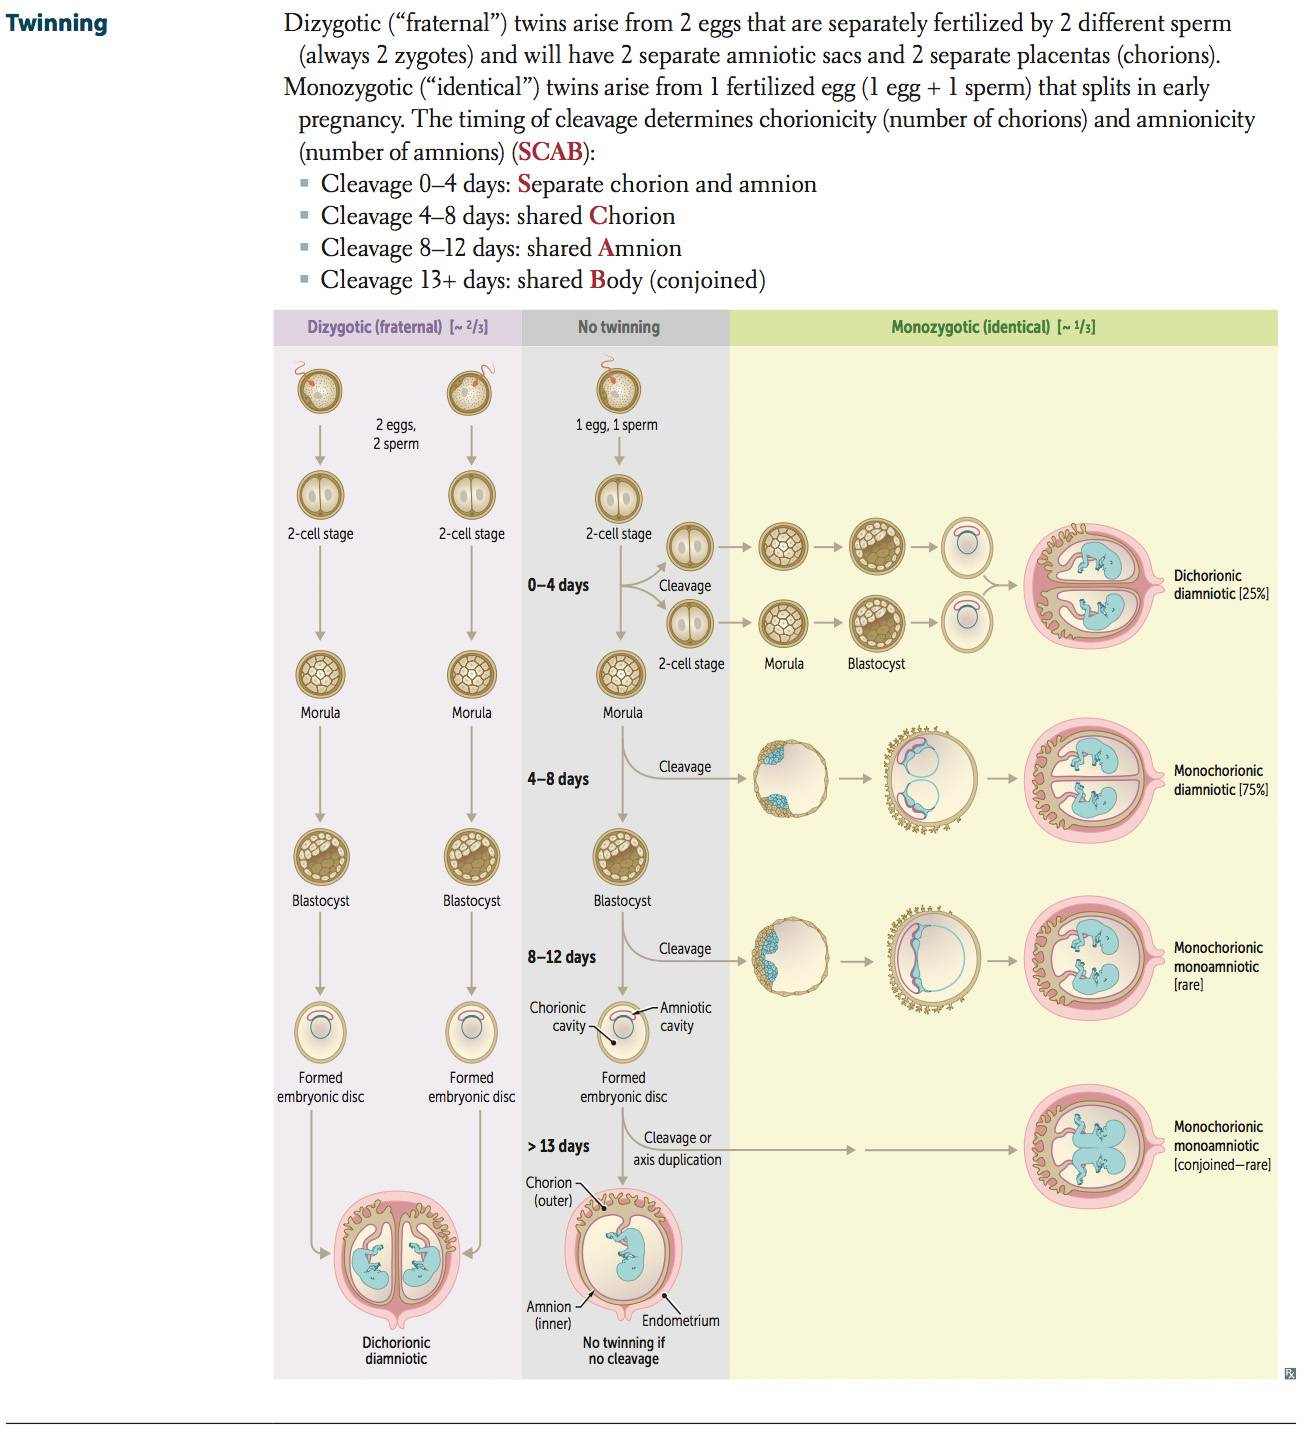 Twinning
Dizygotic (“fraternal”) twins arise from 2 eggs that are separately fertilized by 2 different sperm
(always 2 zygotes) and will have 2 separate amniotic sacs and 2 separate placentas (chorions).
Monozygotic (“identical”) twins arise from 1 fertilized egg (1 egg + 1 sperm) that splits in early
pregnancy. The timing of cleavage determines chorionicity (number of chorions) and amnionicity
(number of amnions) (SCAB):
▪ Cleavage 0–4 days: Separate chorion and amnion
▪ Cleavage 4–8 days: shared Chorion
▪ Cleavage 8–12 days: shared Amnion
▪ Cleavage 13+ days: shared Body (conjoined)
Dizygotic (fraternal) [~ 2/3]
No twinning
Monozygotic (identical) [~ 1/3]
2 eggs,
2 sperm
1 egg, 1 sperm
2-cell stage
2-cell stage
2-cell stage
0–4 days
Cleavage
2-cell stage
Morula
Blastocyst
Dichorionic
diamniotic [25%]
Morula
Morula
Morula
4–8 days
Cleavage
Monochorionic
diamniotic [75%]
Blastocyst
Blastocyst
Blastocyst
8–12 days
Cleavage
Monochorionic
monoamniotic
[rare]
Chorionic
cavity
Amniotic
cavity
Formed
embryonic disc
Formed
embryonic disc
Formed
embryonic disc
> 13 days
Cleavage or
axis duplication
Monochorionic
monoamniotic
[conjoined—rare]
Chorion
(outer)
Amnion
(inner)
Endometrium
Dichorionic
diamniotic
No twinning if
no cleavage
Rx